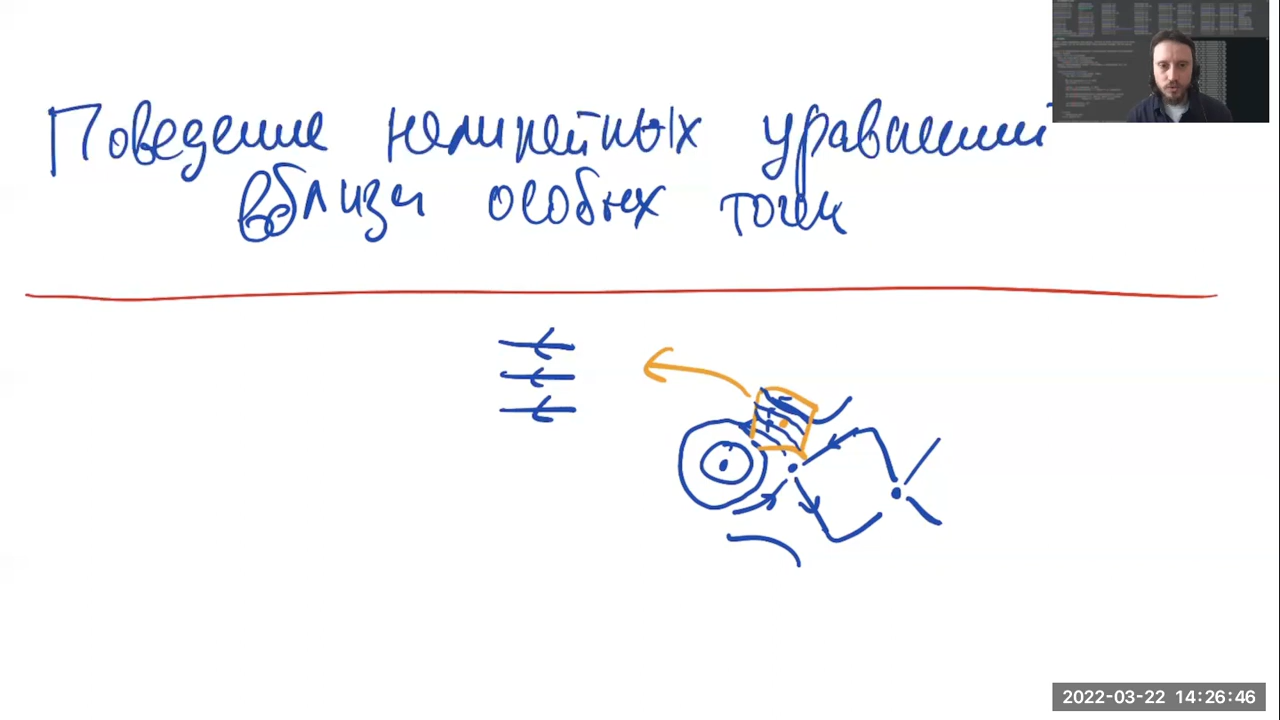 Поведение нелинейных уравнений
вблизи особых точек
2022-03-22 14:26:46